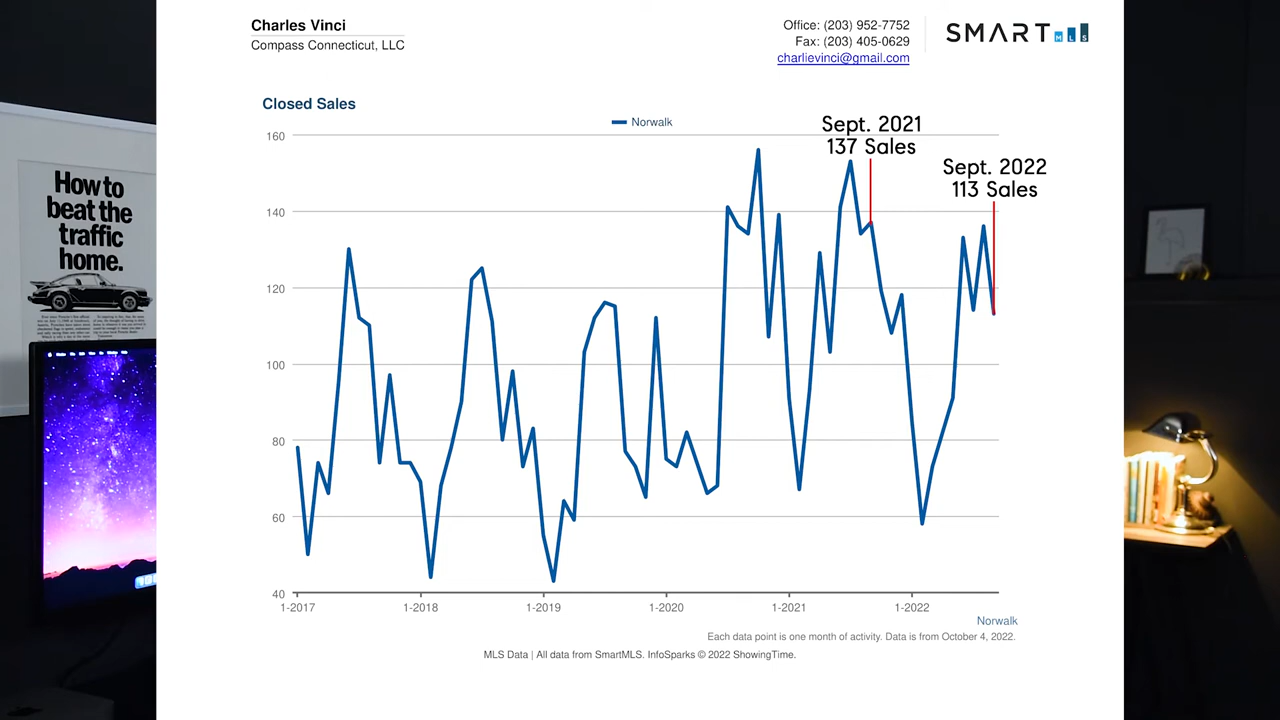 Charles Vinci
Compass Connecticut, LLC
Office: (203) 952-7752
Fax: (203) 405-0629
charlievinci@gmail.com
SMART MLS
Closed Sales
Norwalk
Sept. 2021
137 Sales
Sept. 2022
113 Sales
160
140
120
100
80
60
40
1-2017
1-2018
1-2019
1-2020
1-2021
1-2022
Norwalk
Each data point is one month of activity. Data is from October 4, 2022.
MLS Data | All data from SmartMLS. InfoSparks © 2022 ShowingTime.
How to
beat the
traffic
home.